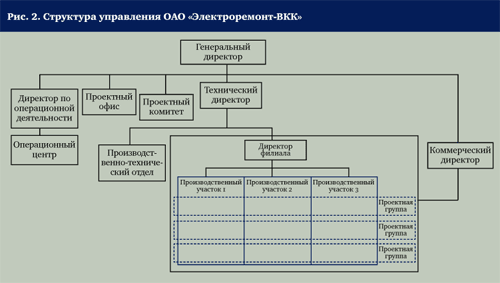 Рис. 2. Структура управления ОАО «Электроремонт-ВКК»
Генеральный
директор
Директор по
операционной
деятельности
Проектный
офис
Проектный
комитет
Технический
директор
Операционный
центр
Производст-
венно-техниче-
ский отдел
Директор
филиала
Коммерческий
директор
Производственный
участок 1
Производственный
участок 2
Производственный
участок 3
Проектная
группа
Проектная
группа
Проектная
группа